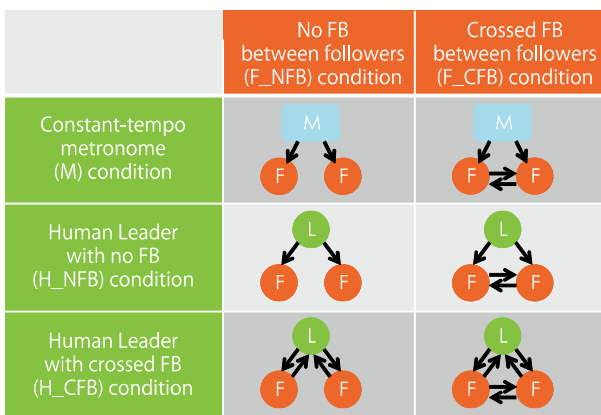 No FB
between followers
(F_NFB) condition
Crossed FB
between followers
(F_CFB) condition
Constant-tempo
metronome
(M) condition
M
F F
M
F F
Human Leader
with no FB
(H_NFB) condition
L
F F
L
F F
Human Leader
with crossed FB
(H_CFB) condition
L
F F
L
F F